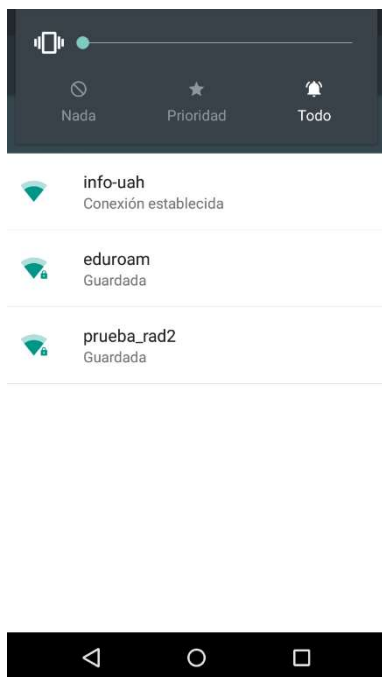 Nada Prioridad Todo
info-uah
Conexión establecida
eduroam
Guardada
prueba_rad2
Guardada